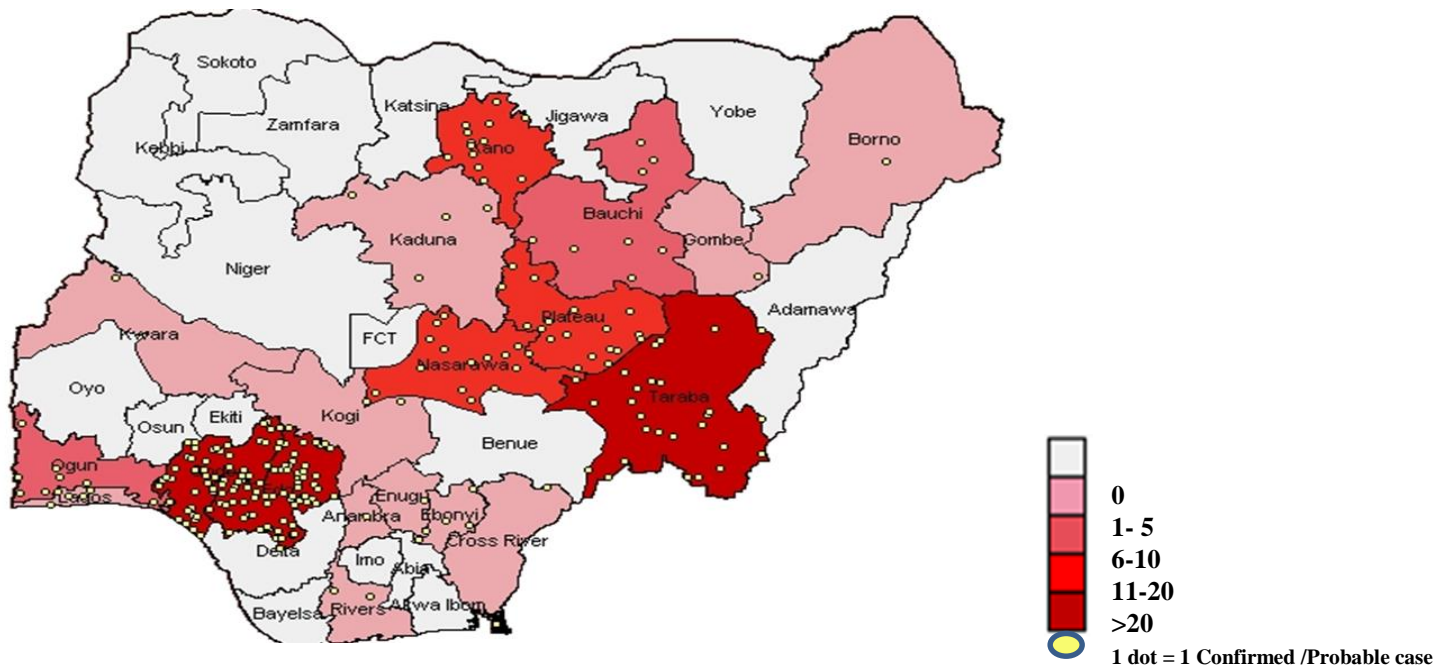 Sokoto
Katsina
Jigawa
Yobe
Zamfara
Kebbi
Kano
Borno
Bauchi
Kaduna
Gombe
Niger
Adamawa
Plateau
Kwara
FCT
Nasarawa
Oyo
Taraba
Ekiti
Kogi
Osun
Benue
Ogun
Lagos
Enugu
Anambra
Ebonyi
Cross River
Delta
Imo
Abia
Bayelsa
Rivers
Akwa Ibom
0
1- 5
6-10
11-20
>20
1 dot = 1 Confirmed /Probable case